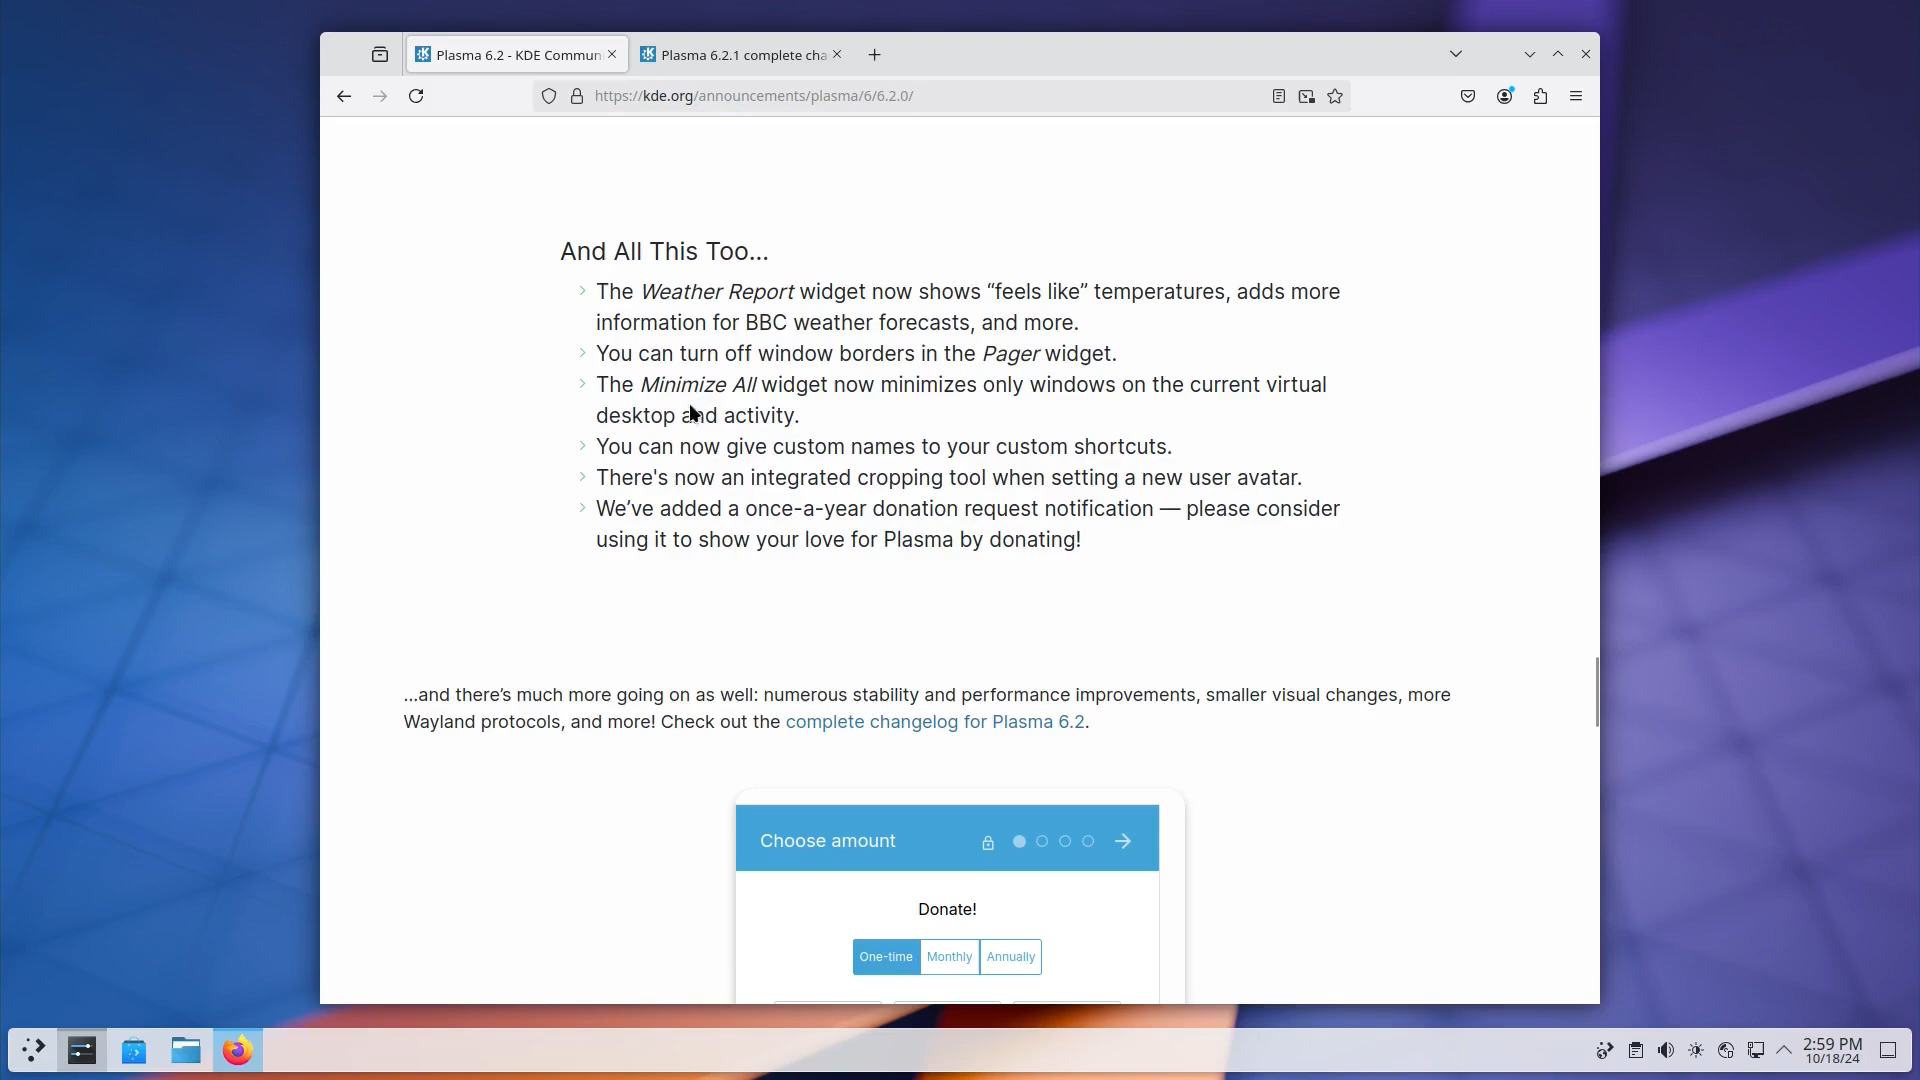 Plasma 6.2 - KDE Commun
Plasma 6.2.1 complete cha
https://kde.org/announcements/plasma/6/6.2.0/
And All This Too...
The Weather Report widget now shows “feels like” temperatures, adds more
information for BBC weather forecasts, and more.
You can turn off window borders in the Pager widget.
The Minimize All widget now minimizes only windows on the current virtual
desktop and activity.
You can now give custom names to your custom shortcuts.
There's now an integrated cropping tool when setting a new user avatar.
We’ve added a once-a-year donation request notification — please consider
using it to show your love for Plasma by donating!
…and there’s much more going on as well: numerous stability and performance improvements, smaller visual changes, more
Wayland protocols, and more! Check out the complete changelog for Plasma 6.2.
Choose amount
Donate!
One-time Monthly Annually
2:59 PM
10/18/24